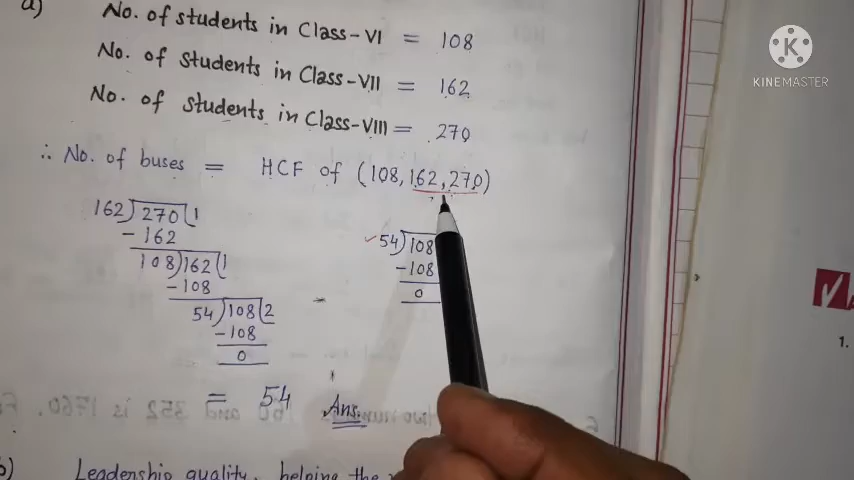 a)
No. of students in Class-VI = 108
No. of students in Class-VII = 162
No. of students in Class-VIII = 270
∴ No. of buses = HCF of (108, 162, 270)
162) 270 (1
- 162
108) 162 (1
- 108
54) 108 (2
- 108
0
✓ 54) 108
- 108
0
= 54 Ans.
b) Leadership quality, helping the
1.
K
KINEMASTER